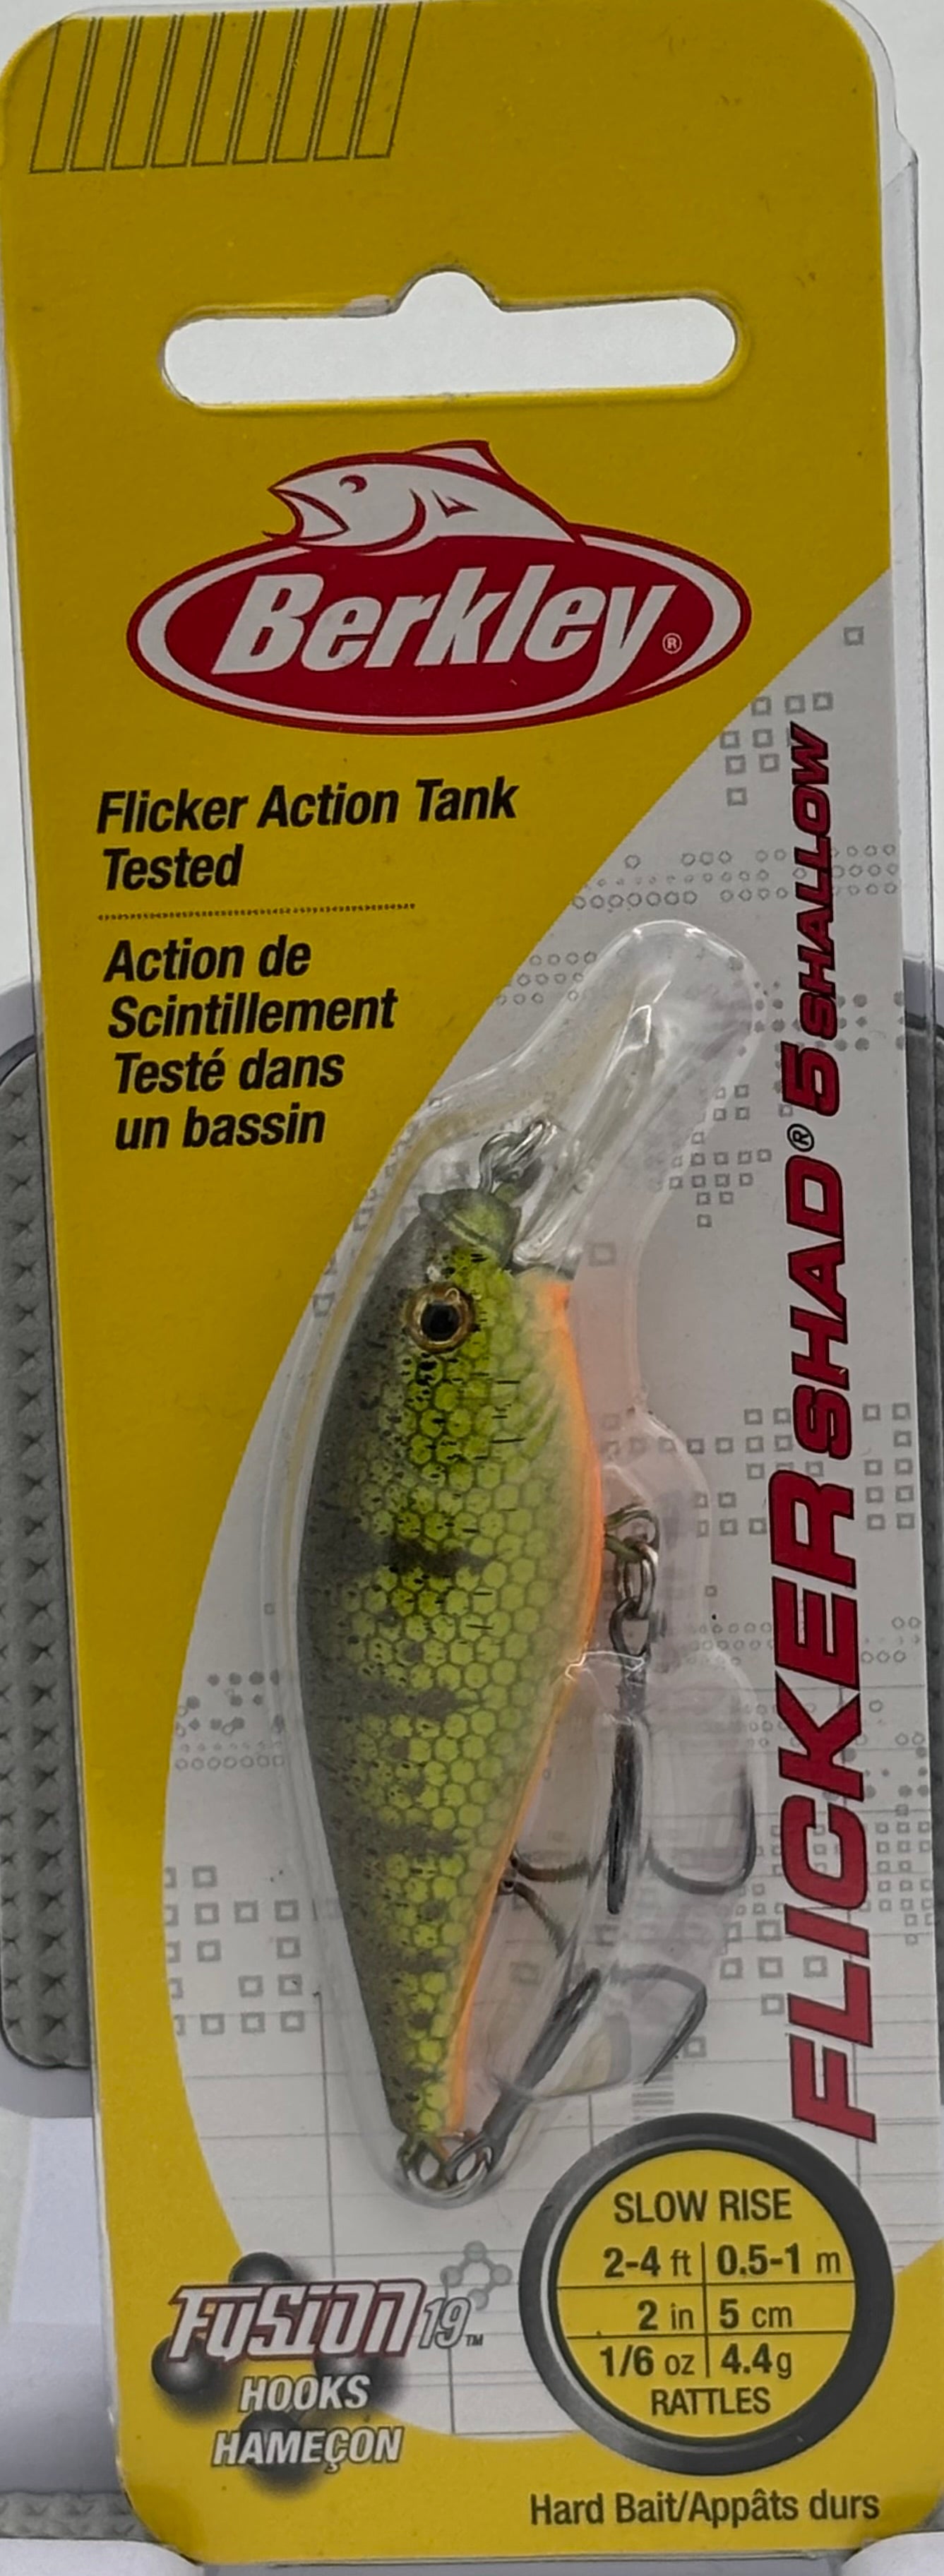 Berkley®
Flicker Action Tank
Tested
Action de
Scintillement
Testé dans
un bassin
FLICKER SHAD® 5 SHALLOW
SLOW RISE
2-4 ft | 0.5-1 m
2 in | 5 cm
1/6 oz | 4.4g
RATTLES
FUSION19™
HOOKS
HAMEÇON
Hard Bait/Appâts durs